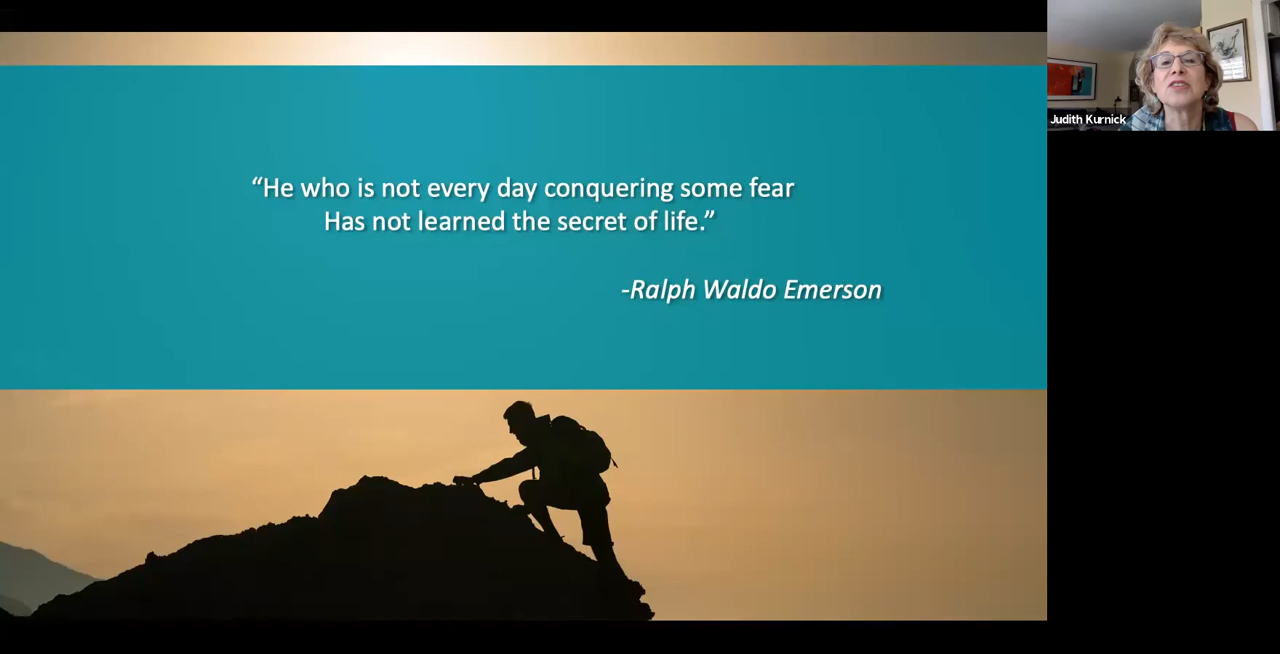 “He who is not every day conquering some fear
Has not learned the secret of life.”
-Ralph Waldo Emerson
Judith Kurnick